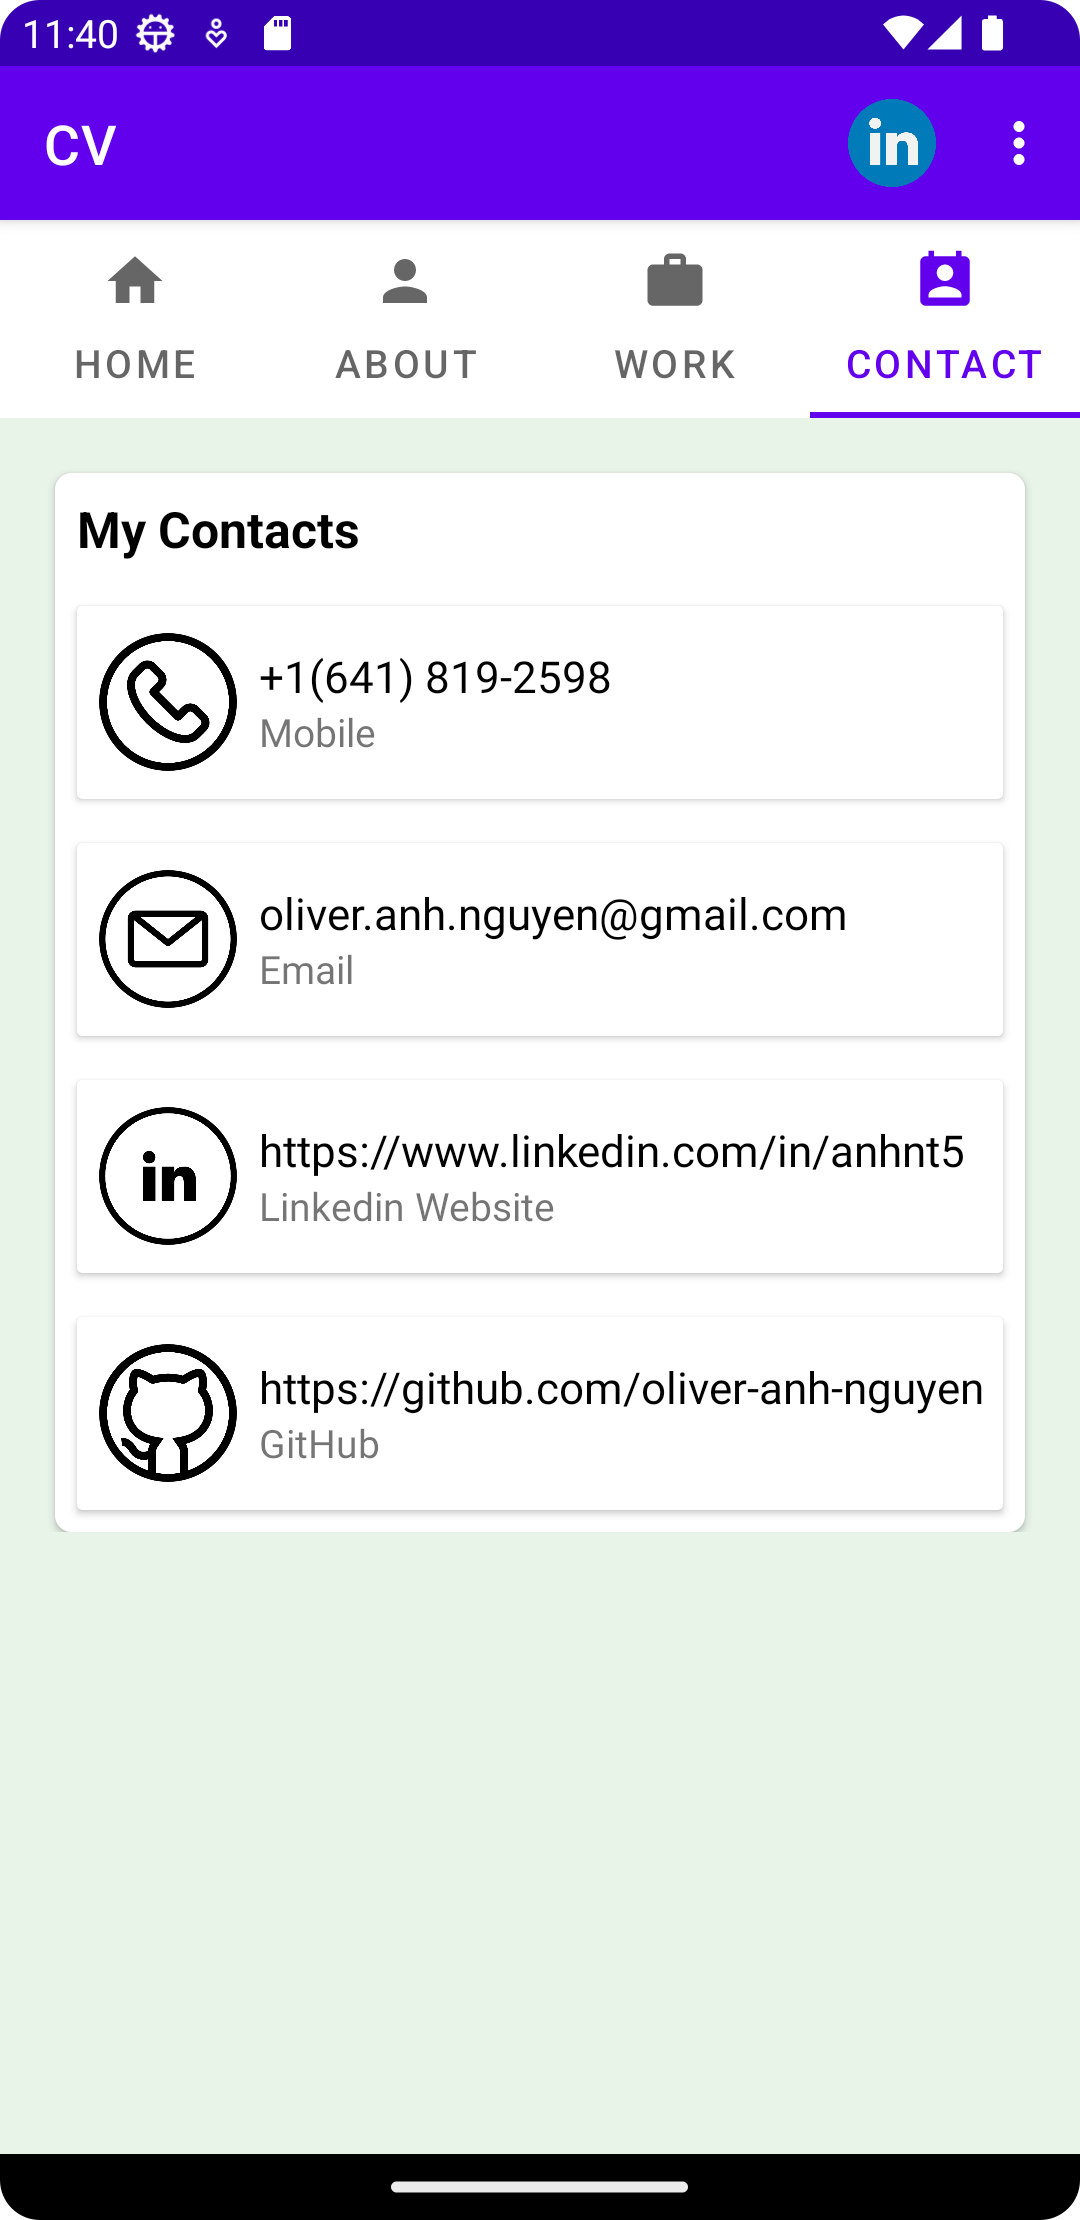 11:40
CV
in
HOME
ABOUT
WORK
CONTACT
My Contacts
+1(641) 819-2598
Mobile
oliver.anh.nguyen@gmail.com
Email
in
https://www.linkedin.com/in/anhnt5
Linkedin Website
https://github.com/oliver-anh-nguyen
GitHub